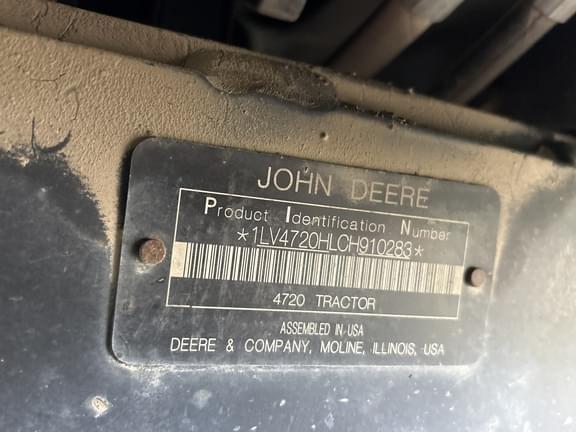 JOHN DEERE
Product Identification Number
*1LV4720HLCH910283*
4720 TRACTOR
ASSEMBLED IN USA
DEERE & COMPANY, MOLINE, ILLINOIS, USA